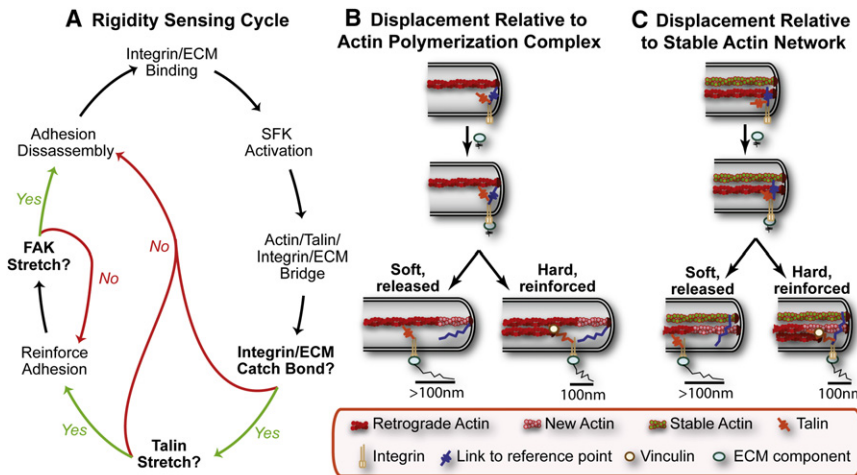 A Rigidity Sensing Cycle
Integrin/ECM
Binding
SFK
Activation
Actin/Talin/
Integrin/ECM
Bridge
Integrin/ECM
Catch Bond?
Yes
No
Talin
Stretch?
Yes
Reinforce
Adhesion
No
FAK
Stretch?
Yes
Adhesion
Dissasembly
B Displacement Relative to
Actin Polymerization Complex
Soft,
released
Hard,
reinforced
>100nm
100nm
C Displacement Relative
to Stable Actin Network
Soft,
released
Hard,
reinforced
>100nm
100nm
Retrograde Actin
New Actin
Stable Actin
Talin
Integrin
Link to reference point
Vinculin
ECM component